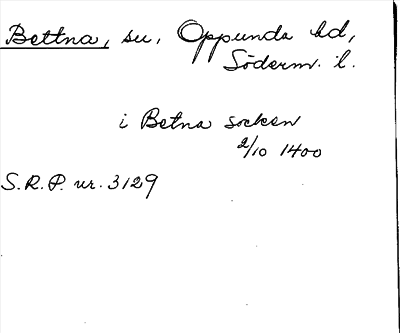 Bettna, sn, Oppunda hd,
Söderm. l.
i Betna socken
2/10 1400
S.R.P. nr. 3129